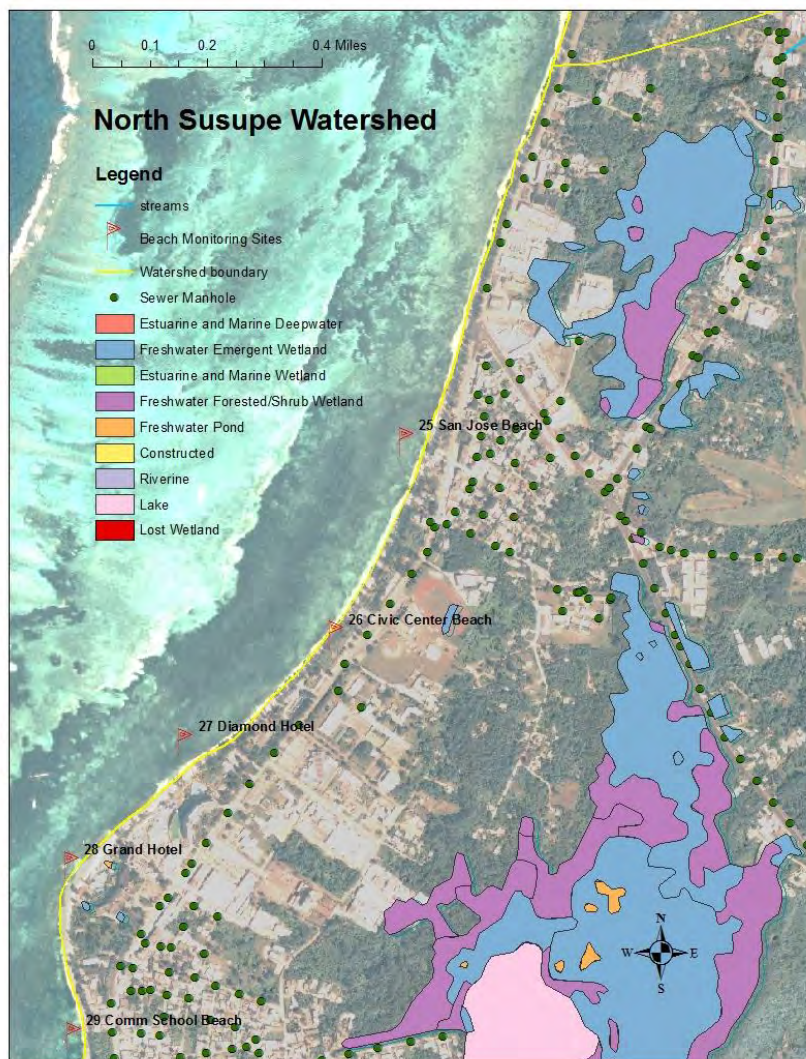 0 0.1 0.2 0.4 Miles
North Susupe Watershed
Legend
streams
Beach Monitoring Sites
Watershed boundary
Sewer Manhole
Estuarine and Marine Deepwater
Freshwater Emergent Wetland
Estuarine and Marine Wetland
Freshwater Forested/Shrub Wetland
Freshwater Pond
Constructed
Riverine
Lake
Lost Wetland
25 San Jose Beach
26 Civic Center Beach
27 Diamond Hotel
28 Grand Hotel
N
W E
S
29 Comm School Beach